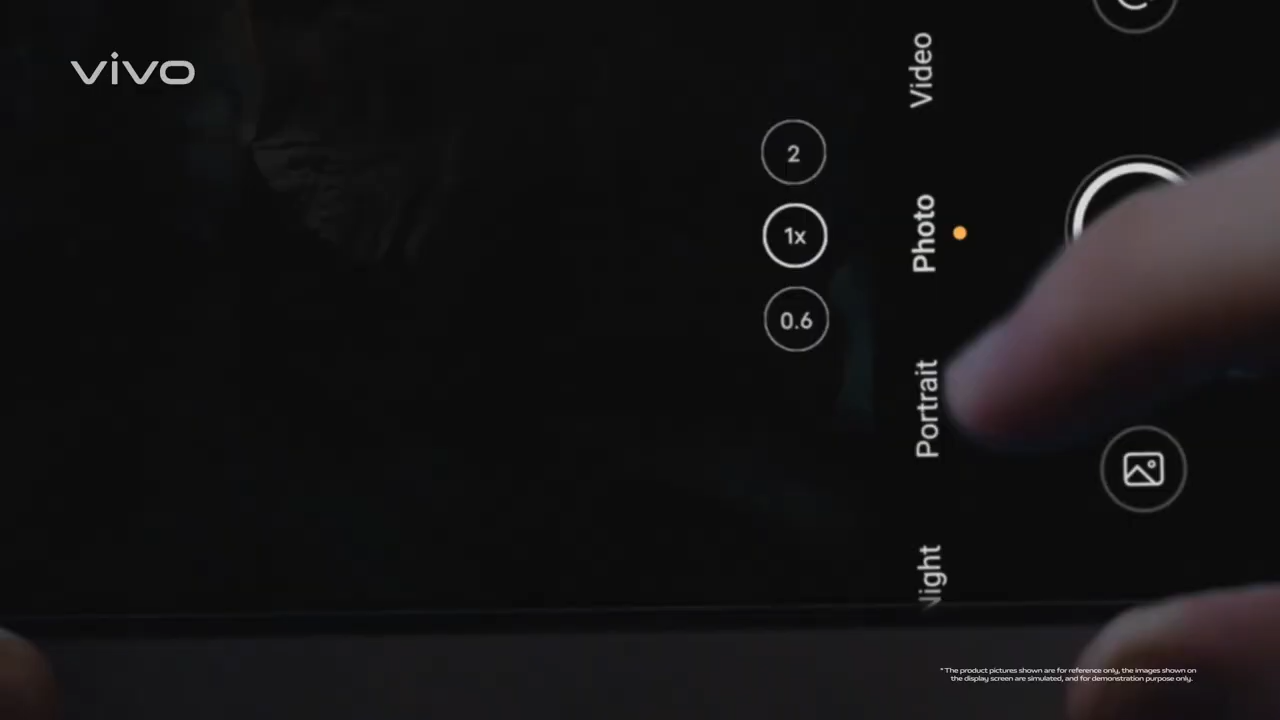 vivo
Video
2
Photo
1x
0.6
Portrait
Night
* The product pictures shown are for reference only, the images shown on
the display screen are simulated, and for demonstration purpose only.